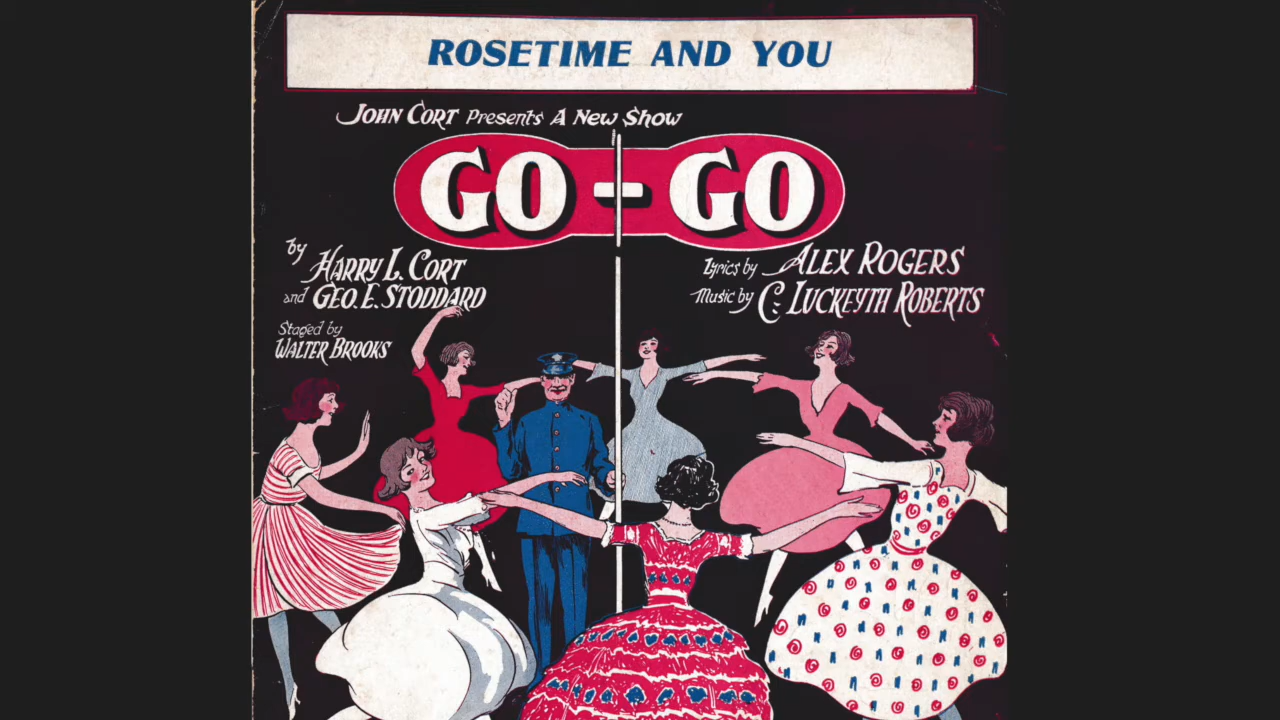 ROSETIME AND YOU
JOHN CORT Presents A New Show
GO-GO
by HARRY L. CORT
and GEO. E. STODDARD
Staged by
WALTER BROOKS
Lyrics by ALEX ROGERS
Music by C. LUCKEYTH ROBERTS